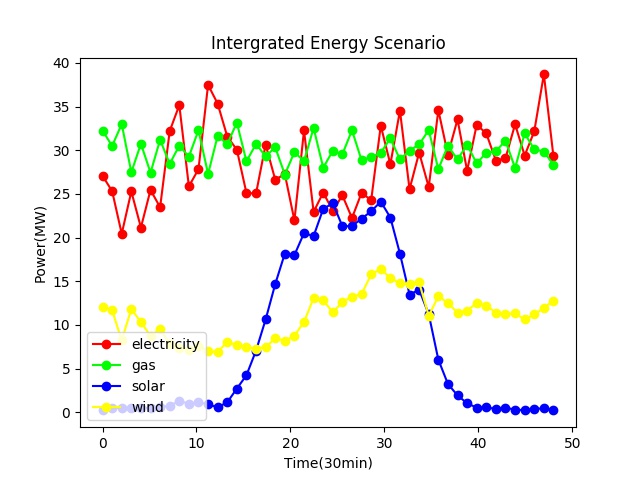 Intergrated Energy Scenario
Power(MW)
40
35
30
25
20
15
10
5
0
electricity
gas
solar
wind
0 10 20 30 40 50
Time(30min)